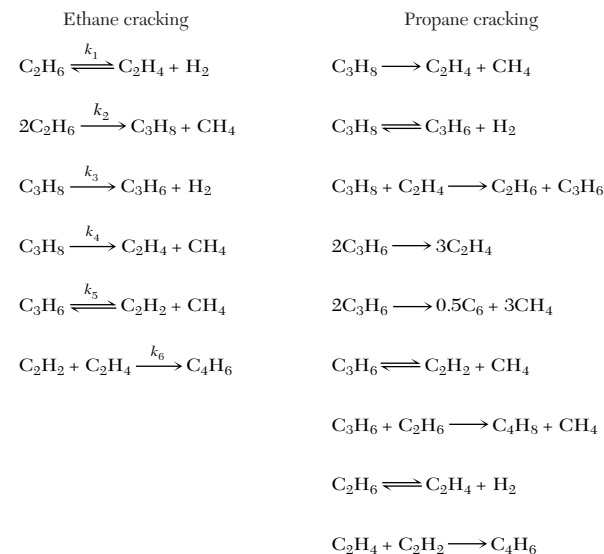 Ethane cracking
C₂H₆ ⇌ C₂H₄ + H₂
k₁
2C₂H₆ ⟶ C₃H₈ + CH₄
k₂
C₃H₈ ⟶ C₃H₆ + H₂
k₃
C₃H₈ ⟶ C₂H₄ + CH₄
k₄
C₃H₆ ⇌ C₂H₂ + CH₄
k₅
C₂H₂ + C₂H₄ ⟶ C₄H₆
k₆
Propane cracking
C₃H₈ ⟶ C₂H₄ + CH₄
C₃H₈ ⇌ C₃H₆ + H₂
C₃H₈ + C₂H₄ ⟶ C₂H₆ + C₃H₆
2C₃H₆ ⟶ 3C₂H₄
2C₃H₆ ⟶ 0.5C₆ + 3CH₄
C₃H₆ ⇌ C₂H₂ + CH₄
C₃H₆ + C₂H₆ ⟶ C₄H₈ + CH₄
C₂H₆ ⇌ C₂H₄ + H₂
C₂H₄ + C₂H₂ ⟶ C₄H₆